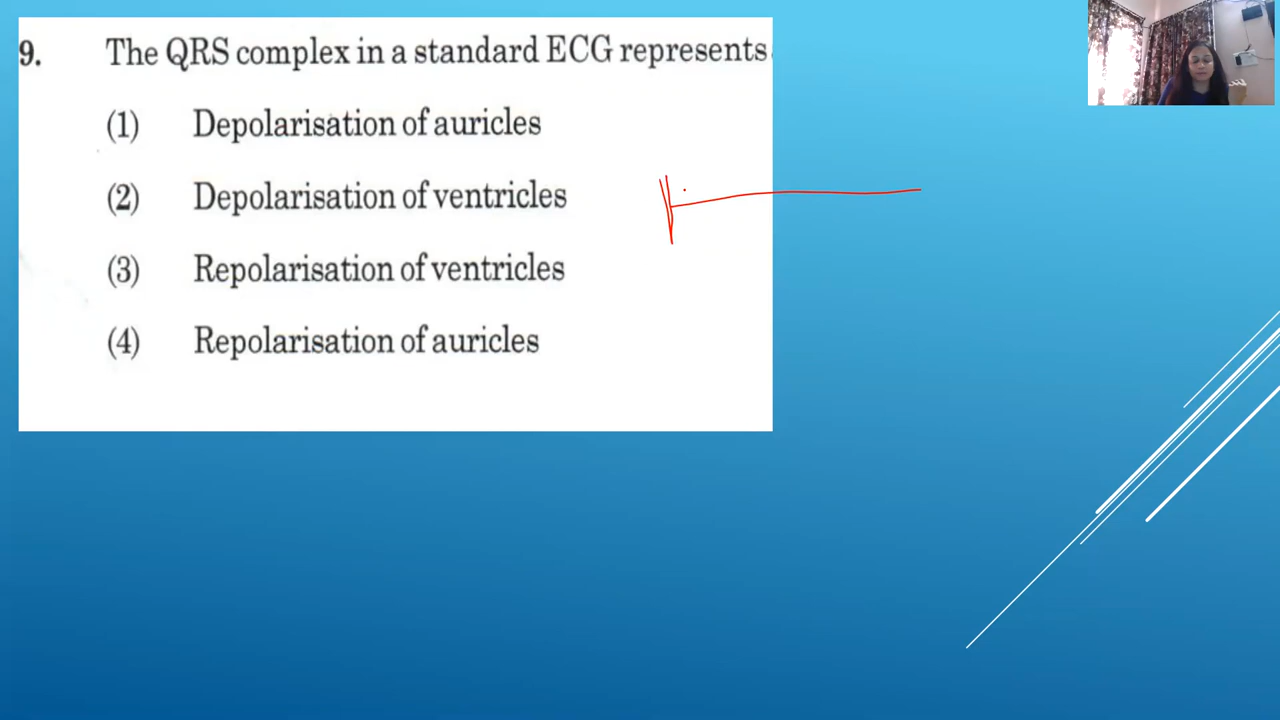 9. The QRS complex in a standard ECG represents
(1) Depolarisation of auricles
(2) Depolarisation of ventricles
(3) Repolarisation of ventricles
(4) Repolarisation of auricles